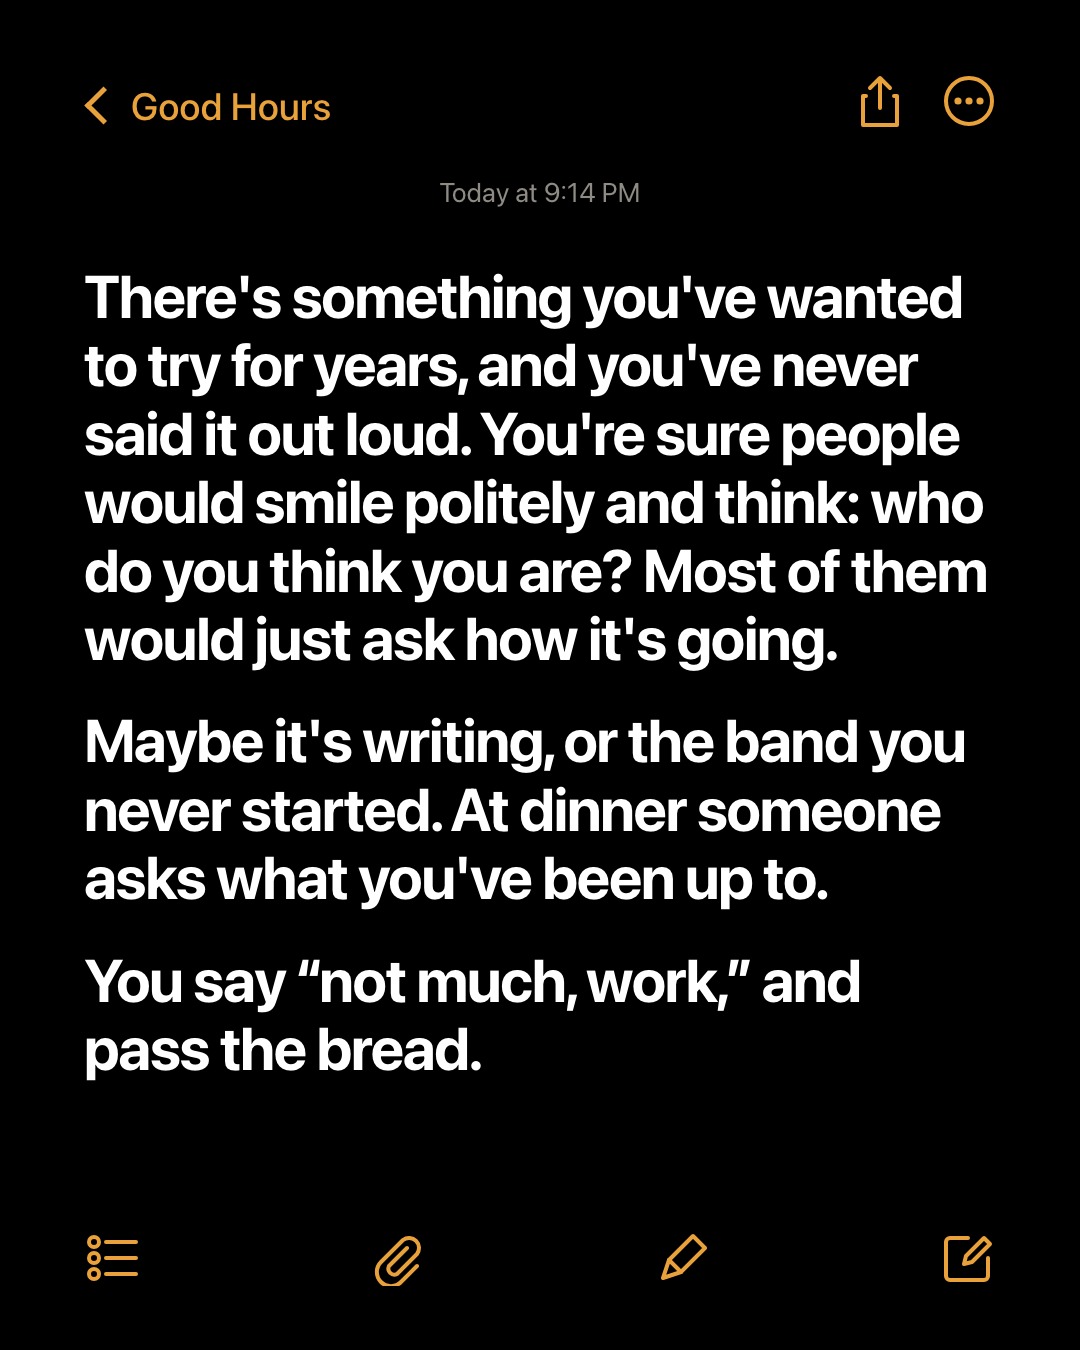 Good Hours
Today at 9:14 PM
There's something you've wanted
to try for years, and you've never
said it out loud. You're sure people
would smile politely and think: who
do you think you are? Most of them
would just ask how it's going.
Maybe it's writing, or the band you
never started. At dinner someone
asks what you've been up to.
You say “not much, work,” and
pass the bread.